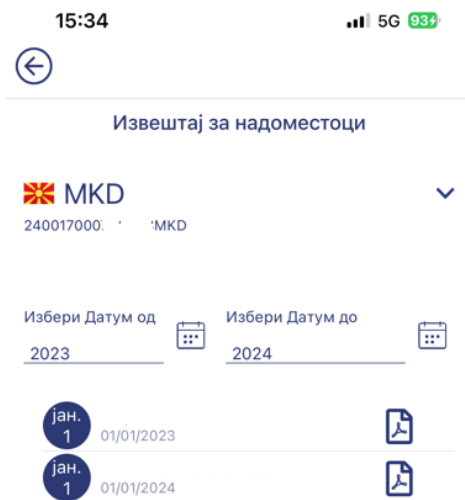 15:34 5G 93
Извештај за надоместоци
MKD
240017000 MKD
Избери Датум од Избери Датум до
2023 2024
јан.
1 01/01/2023
јан.
1 01/01/2024